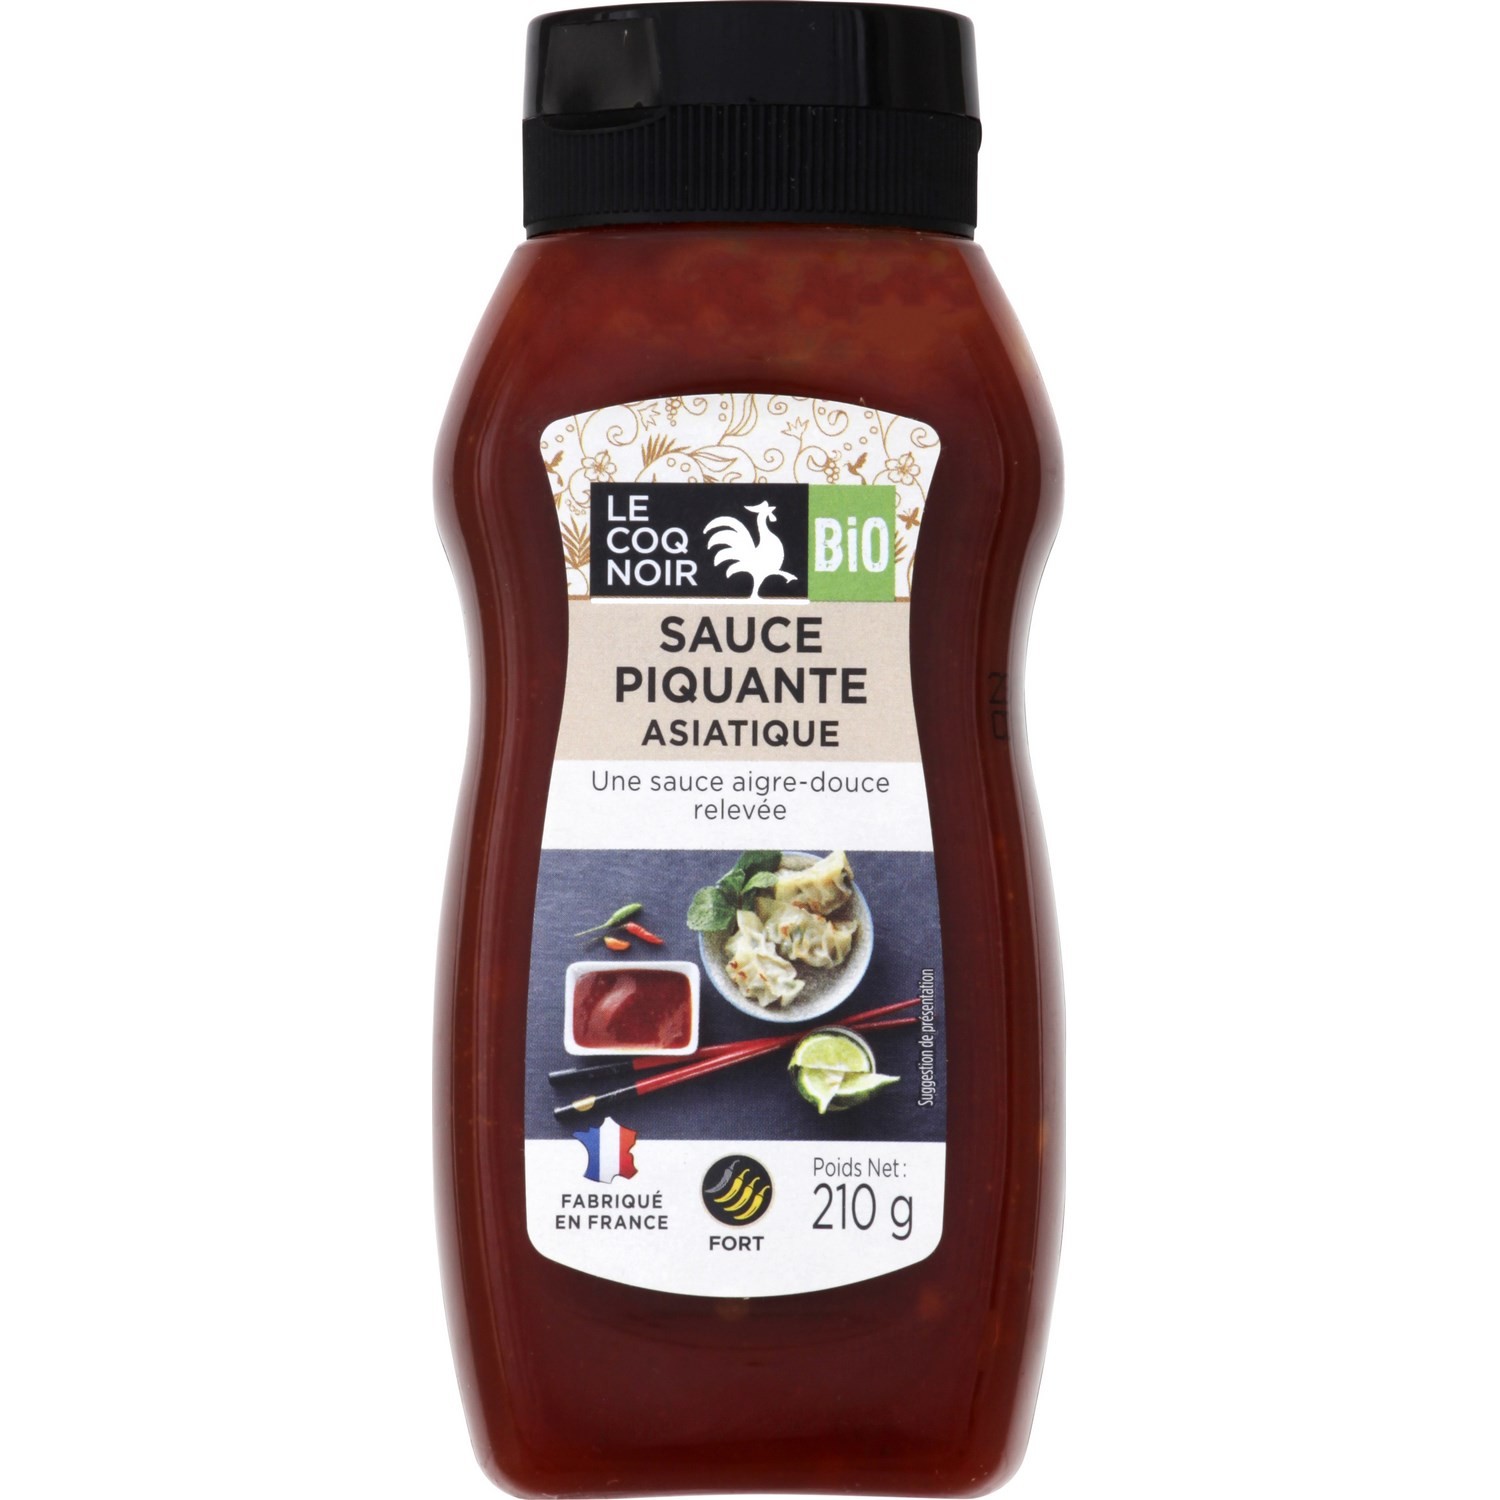 LE
COQ
NOIR
BiO
SAUCE
PIQUANTE
ASIATIQUE
Une sauce aigre-douce
relevée
Suggestion de présentation
FABRIQUÉ
EN FRANCE
FORT
Poids Net :
210 g